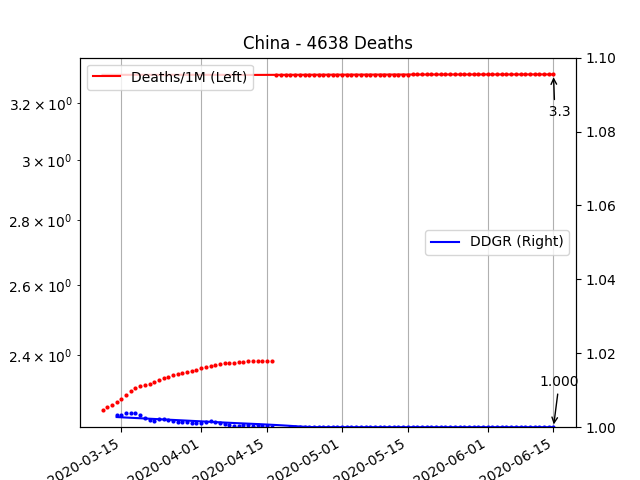 China - 4638 Deaths
Deaths/1M (Left)
DDGR (Right)
3.3
1.000
3.2 × 10⁰
3 × 10⁰
2.8 × 10⁰
2.6 × 10⁰
2.4 × 10⁰
1.10
1.08
1.06
1.04
1.02
1.00
2020-03-15
2020-04-01
2020-04-15
2020-05-01
2020-05-15
2020-06-01
2020-06-15